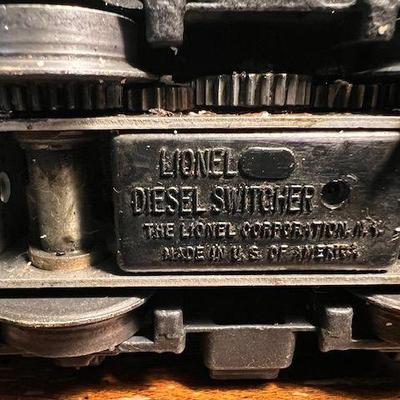 LIONEL
DIESEL SWITCHER
THE LIONEL CORPORATION, N.Y.
MADE IN U.S. OF AMERICA